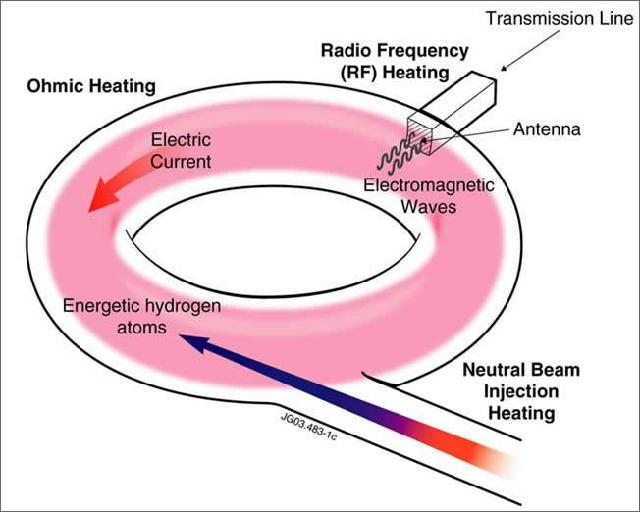 Transmission Line
Radio Frequency
(RF) Heating
Ohmic Heating
Antenna
Electric
Current
Electromagnetic
Waves
Energetic hydrogen
atoms
Neutral Beam
Injection
Heating
JG03.483-1c